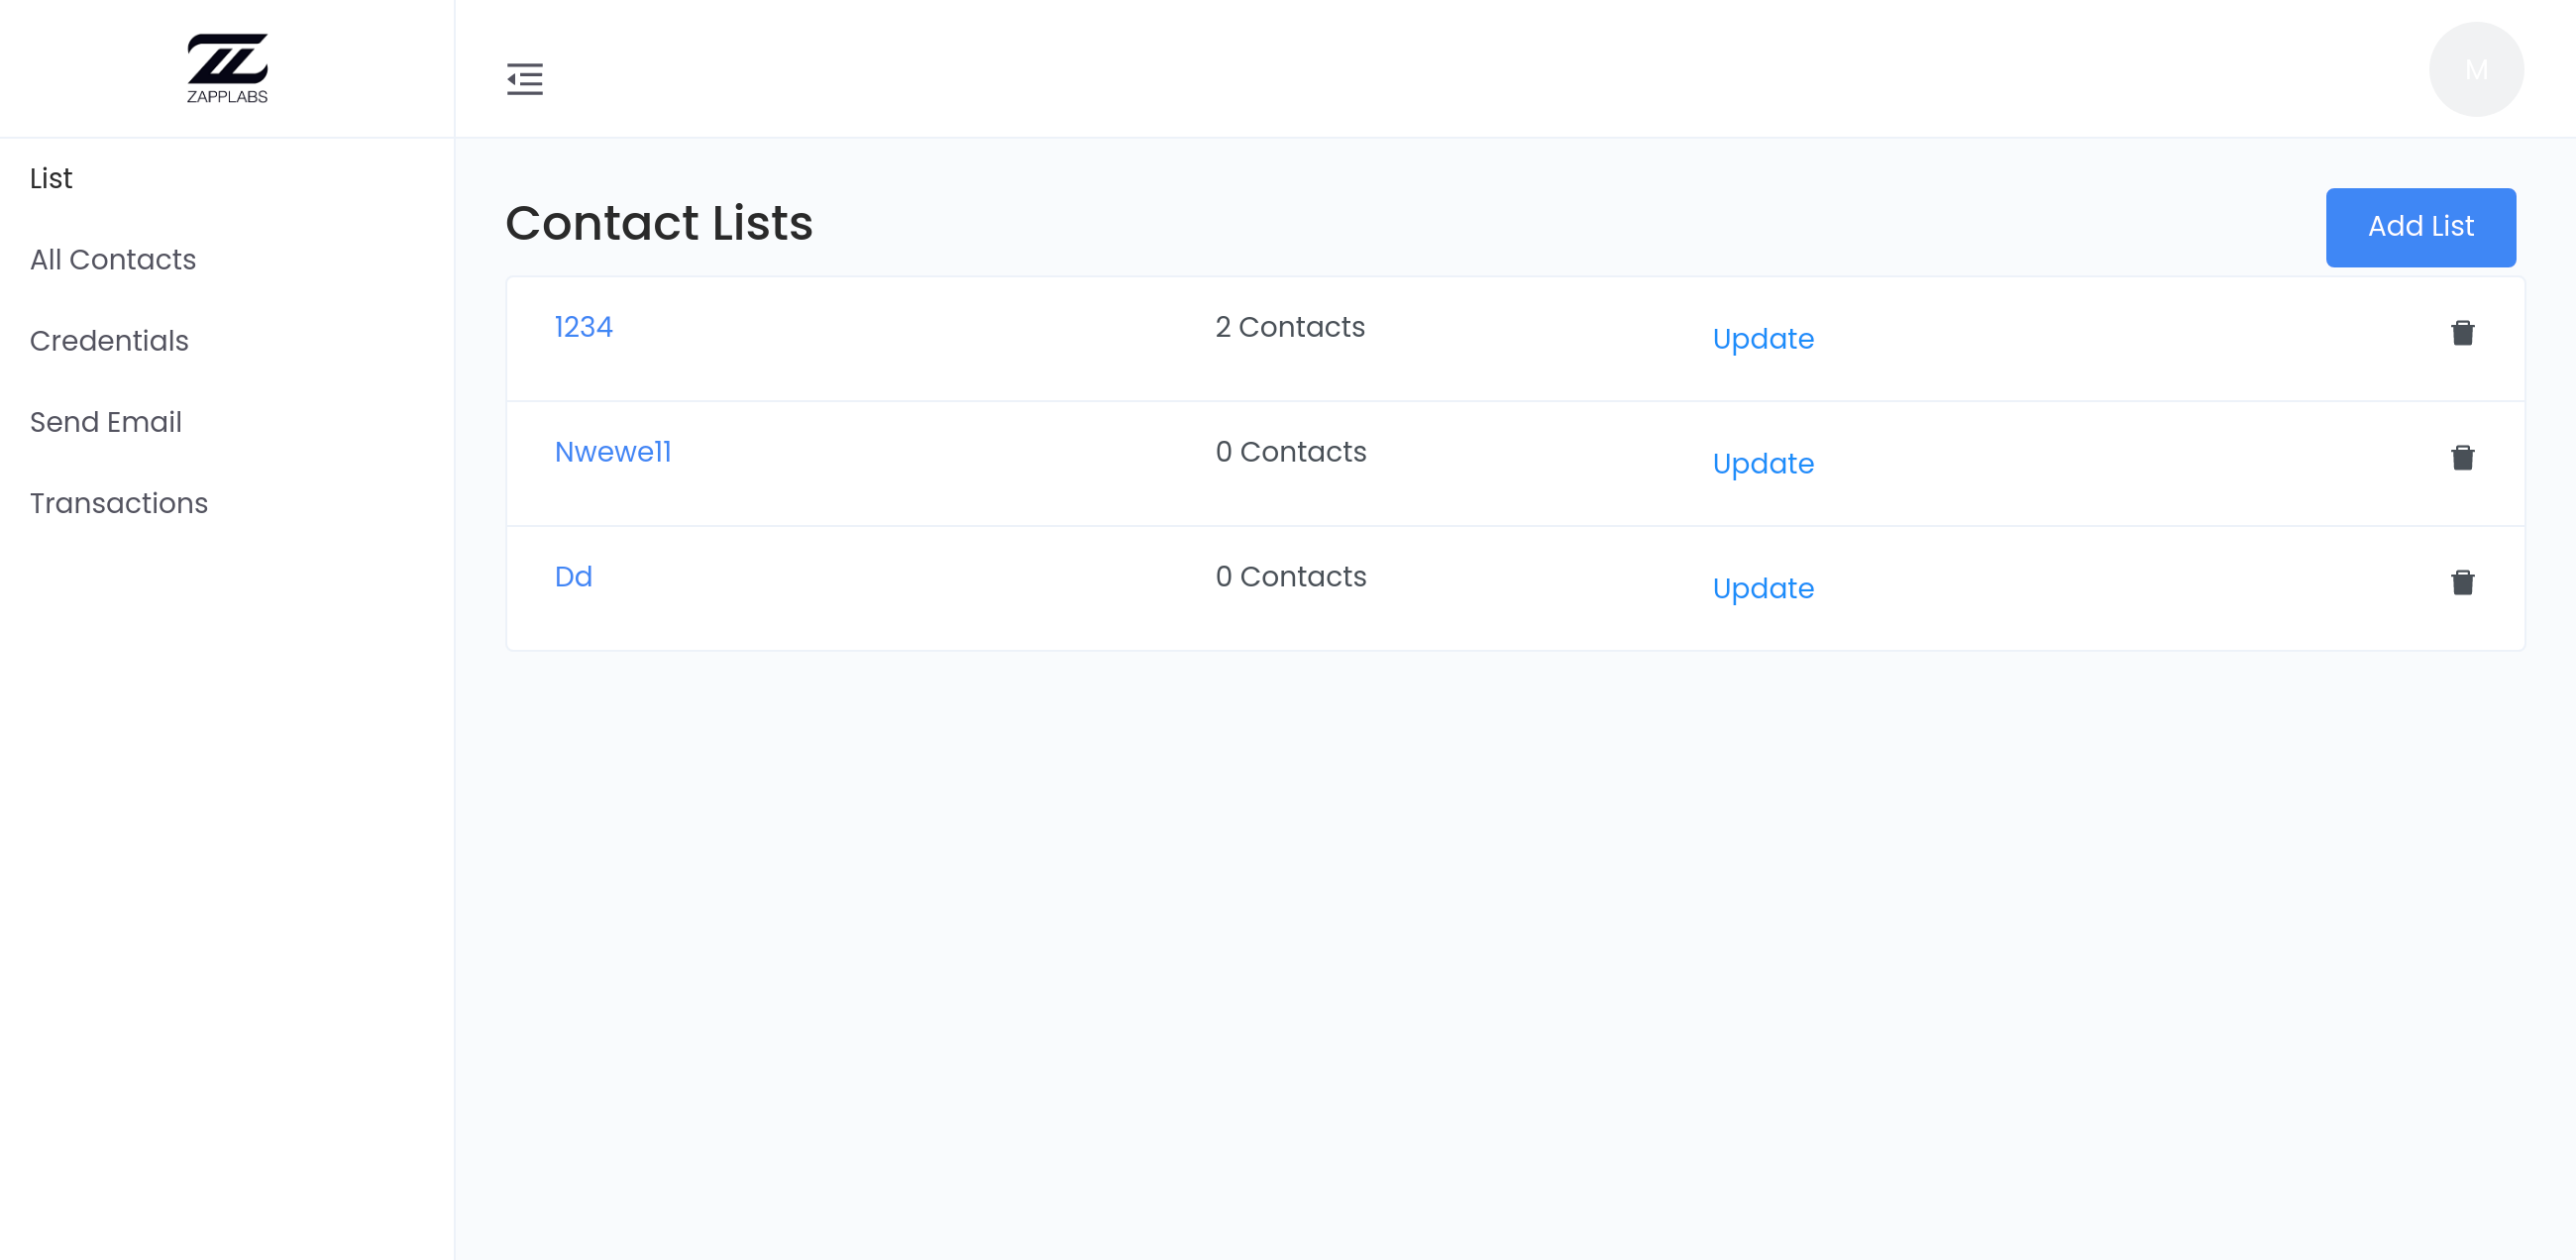 ZAPPLABS
M
List
All Contacts
Credentials
Send Email
Transactions
Contact Lists
Add List
1234 2 Contacts Update
Nwewe11 0 Contacts Update
Dd 0 Contacts Update